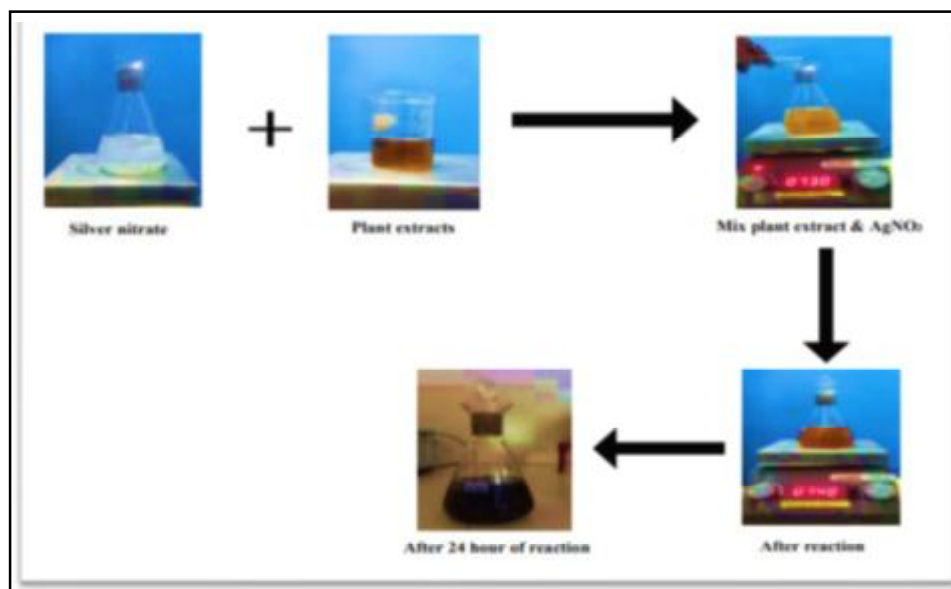 Silver nitrate
Plant extracts
Mix plant extract & AgNO₃
After reaction
After 24 hour of reaction